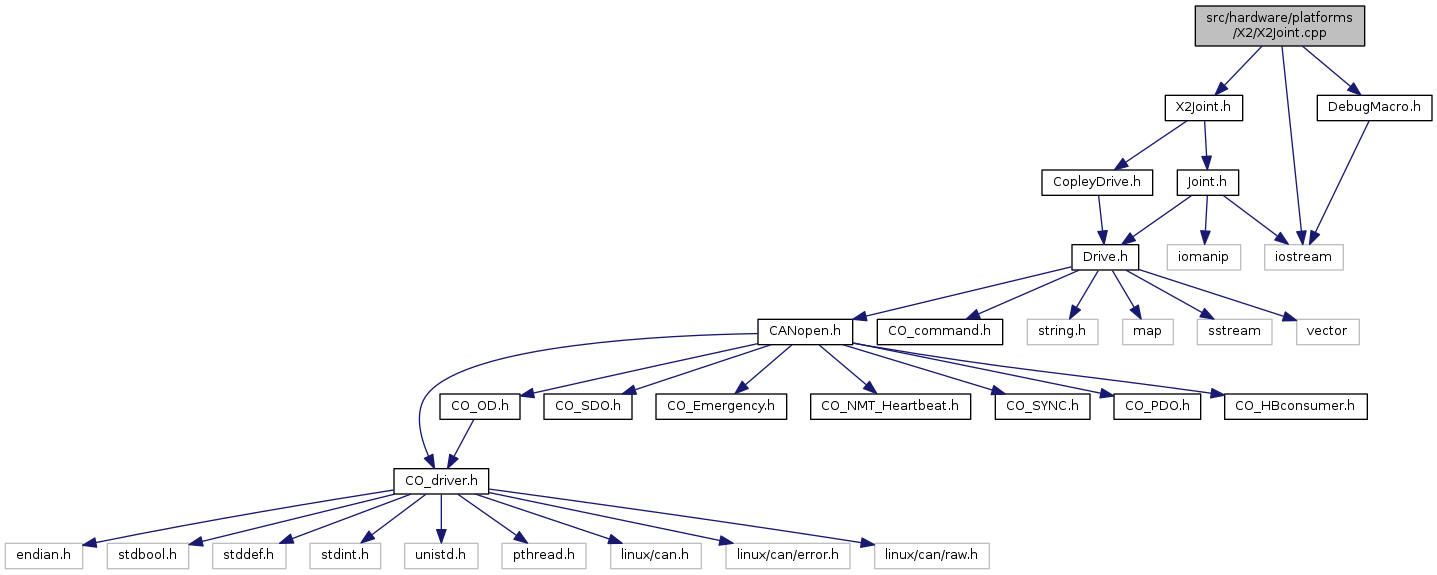 src/hardware/platforms
/X2/X2Joint.cpp
X2Joint.h
DebugMacro.h
CopleyDrive.h
Joint.h
Drive.h
iomanip
iostream
CANopen.h
CO_command.h
string.h
map
sstream
vector
CO_OD.h
CO_SDO.h
CO_Emergency.h
CO_NMT_Heartbeat.h
CO_SYNC.h
CO_PDO.h
CO_HBconsumer.h
CO_driver.h
endian.h
stdbool.h
stddef.h
stdint.h
unistd.h
pthread.h
linux/can.h
linux/can/error.h
linux/can/raw.h